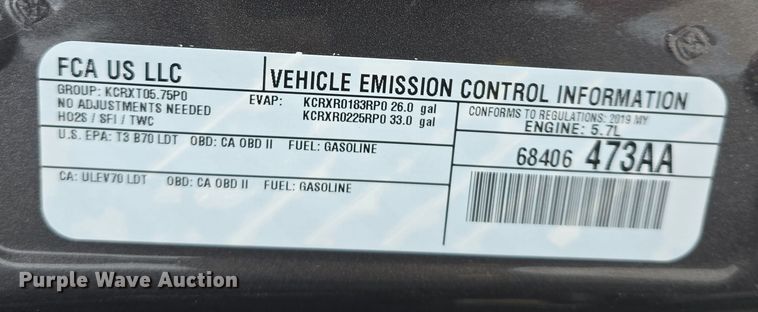 FCA US LLC
VEHICLE EMISSION CONTROL INFORMATION
GROUP: KCRXT05.75P0
NO ADJUSTMENTS NEEDED
HO2S / SFI / TWC
EVAP: KCRXR0183RP0 26.0 gal
KCRXR0225RP0 33.0 gal
CONFORMS TO REGULATIONS: 2019 MY
ENGINE: 5.7L
U.S. EPA: T3 B70 LDT OBD: CA OBD II FUEL: GASOLINE
68406 473AA
CA: ULEV70 LDT OBD: CA OBD II FUEL: GASOLINE
Purple Wave Auction